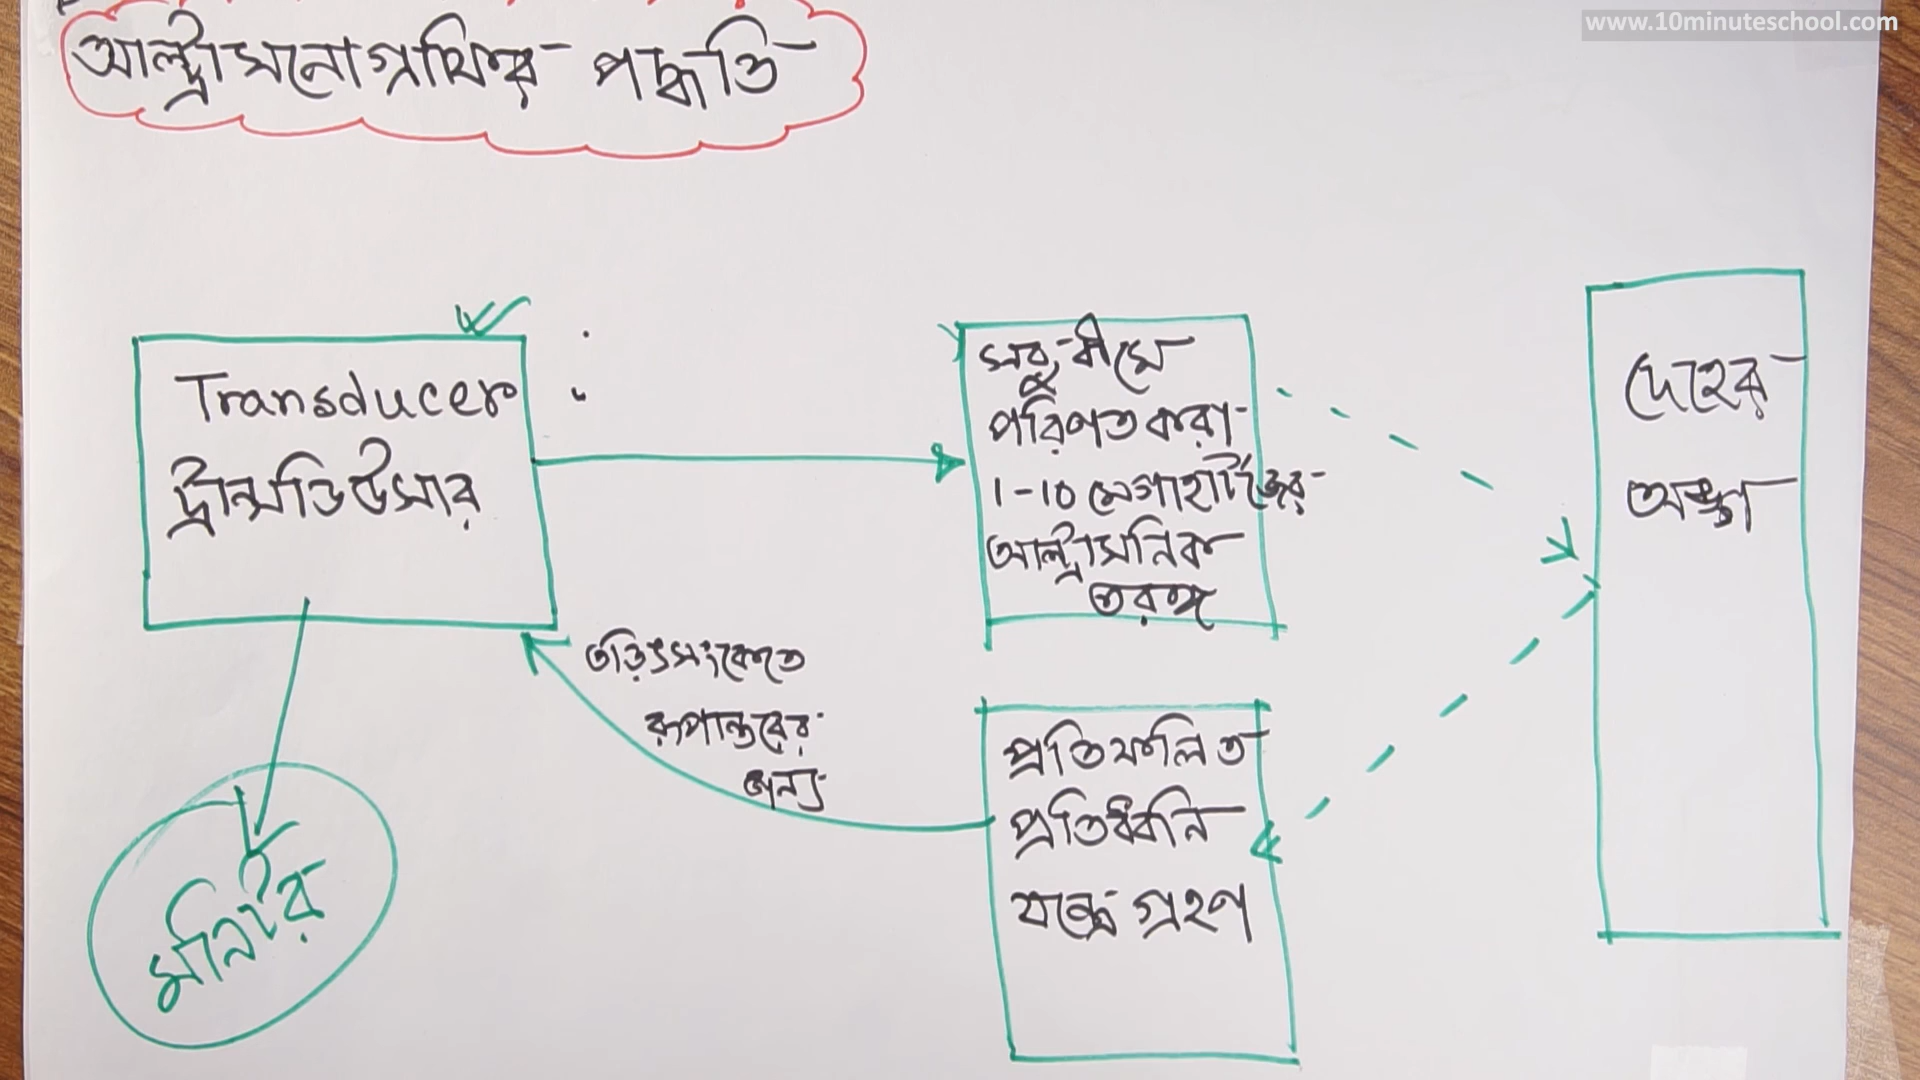 www.10minuteschool.com
আল্ট্রাসনোগ্রাফির পদ্ধতি
Transducer
ট্রান্সডিউসার
সরু বীমে
পরিণত করা
1-10 মেগাহার্টজের
আল্ট্রাসনিক
তরঙ্গ
দেহের
অঙ্গ
তড়িৎসংকেতে
রূপান্তরের
জন্য
প্রতিফলিত
প্রতিধ্বনি
যন্ত্রে গ্রহণ
মনিটর